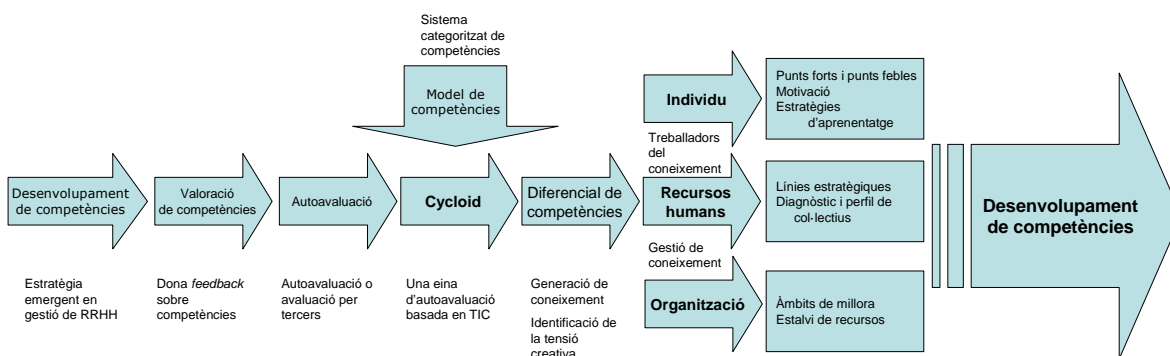 Sistema
categoritzat de
competències
Model de
competències
Desenvolupament
de competències
Valoració
de competències
Autoavaluació
Cycloid
Diferencial de
competències
Individu
Treballadors
del
coneixement
Recursos
humans
Gestió de
coneixement
Organització
Punts forts i punts febles
Motivació
Estratègies
d’aprenentatge
Línies estratègiques
Diagnòstic i perfil de
col·lectius
Àmbits de millora
Estalvi de recursos
Desenvolupament
de competències
Estratègia
emergent en
gestió de RRHH
Dona feedback
sobre
competències
Autoavaluació o
avaluació per
tercers
Una eina
d’autoavaluació
basada en TIC
Generació de
coneixement
Identificació de
la tensió
creativa